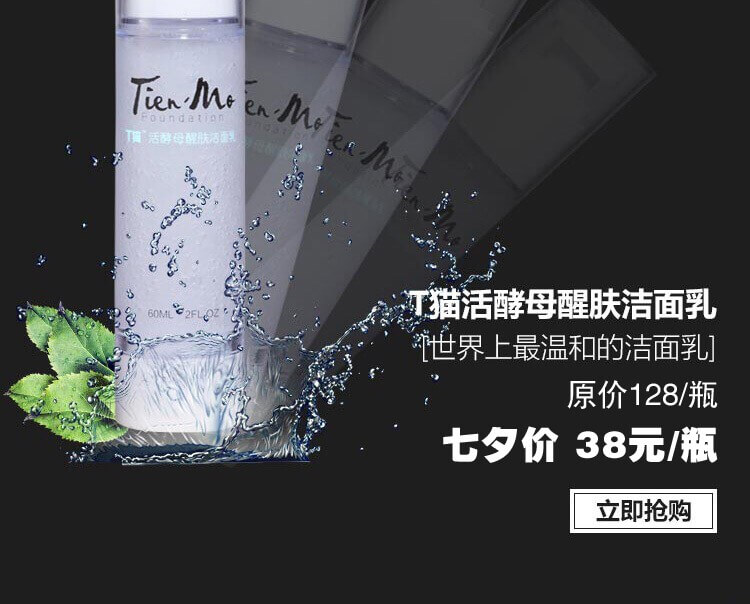 Tien·Mo
Foundation
T猫™活酵母醒肤洁面乳
60ML 2FL.OZ
T猫活酵母醒肤洁面乳
[世界上最温和的洁面乳]
原价128/瓶
七夕价 38元/瓶
立即抢购